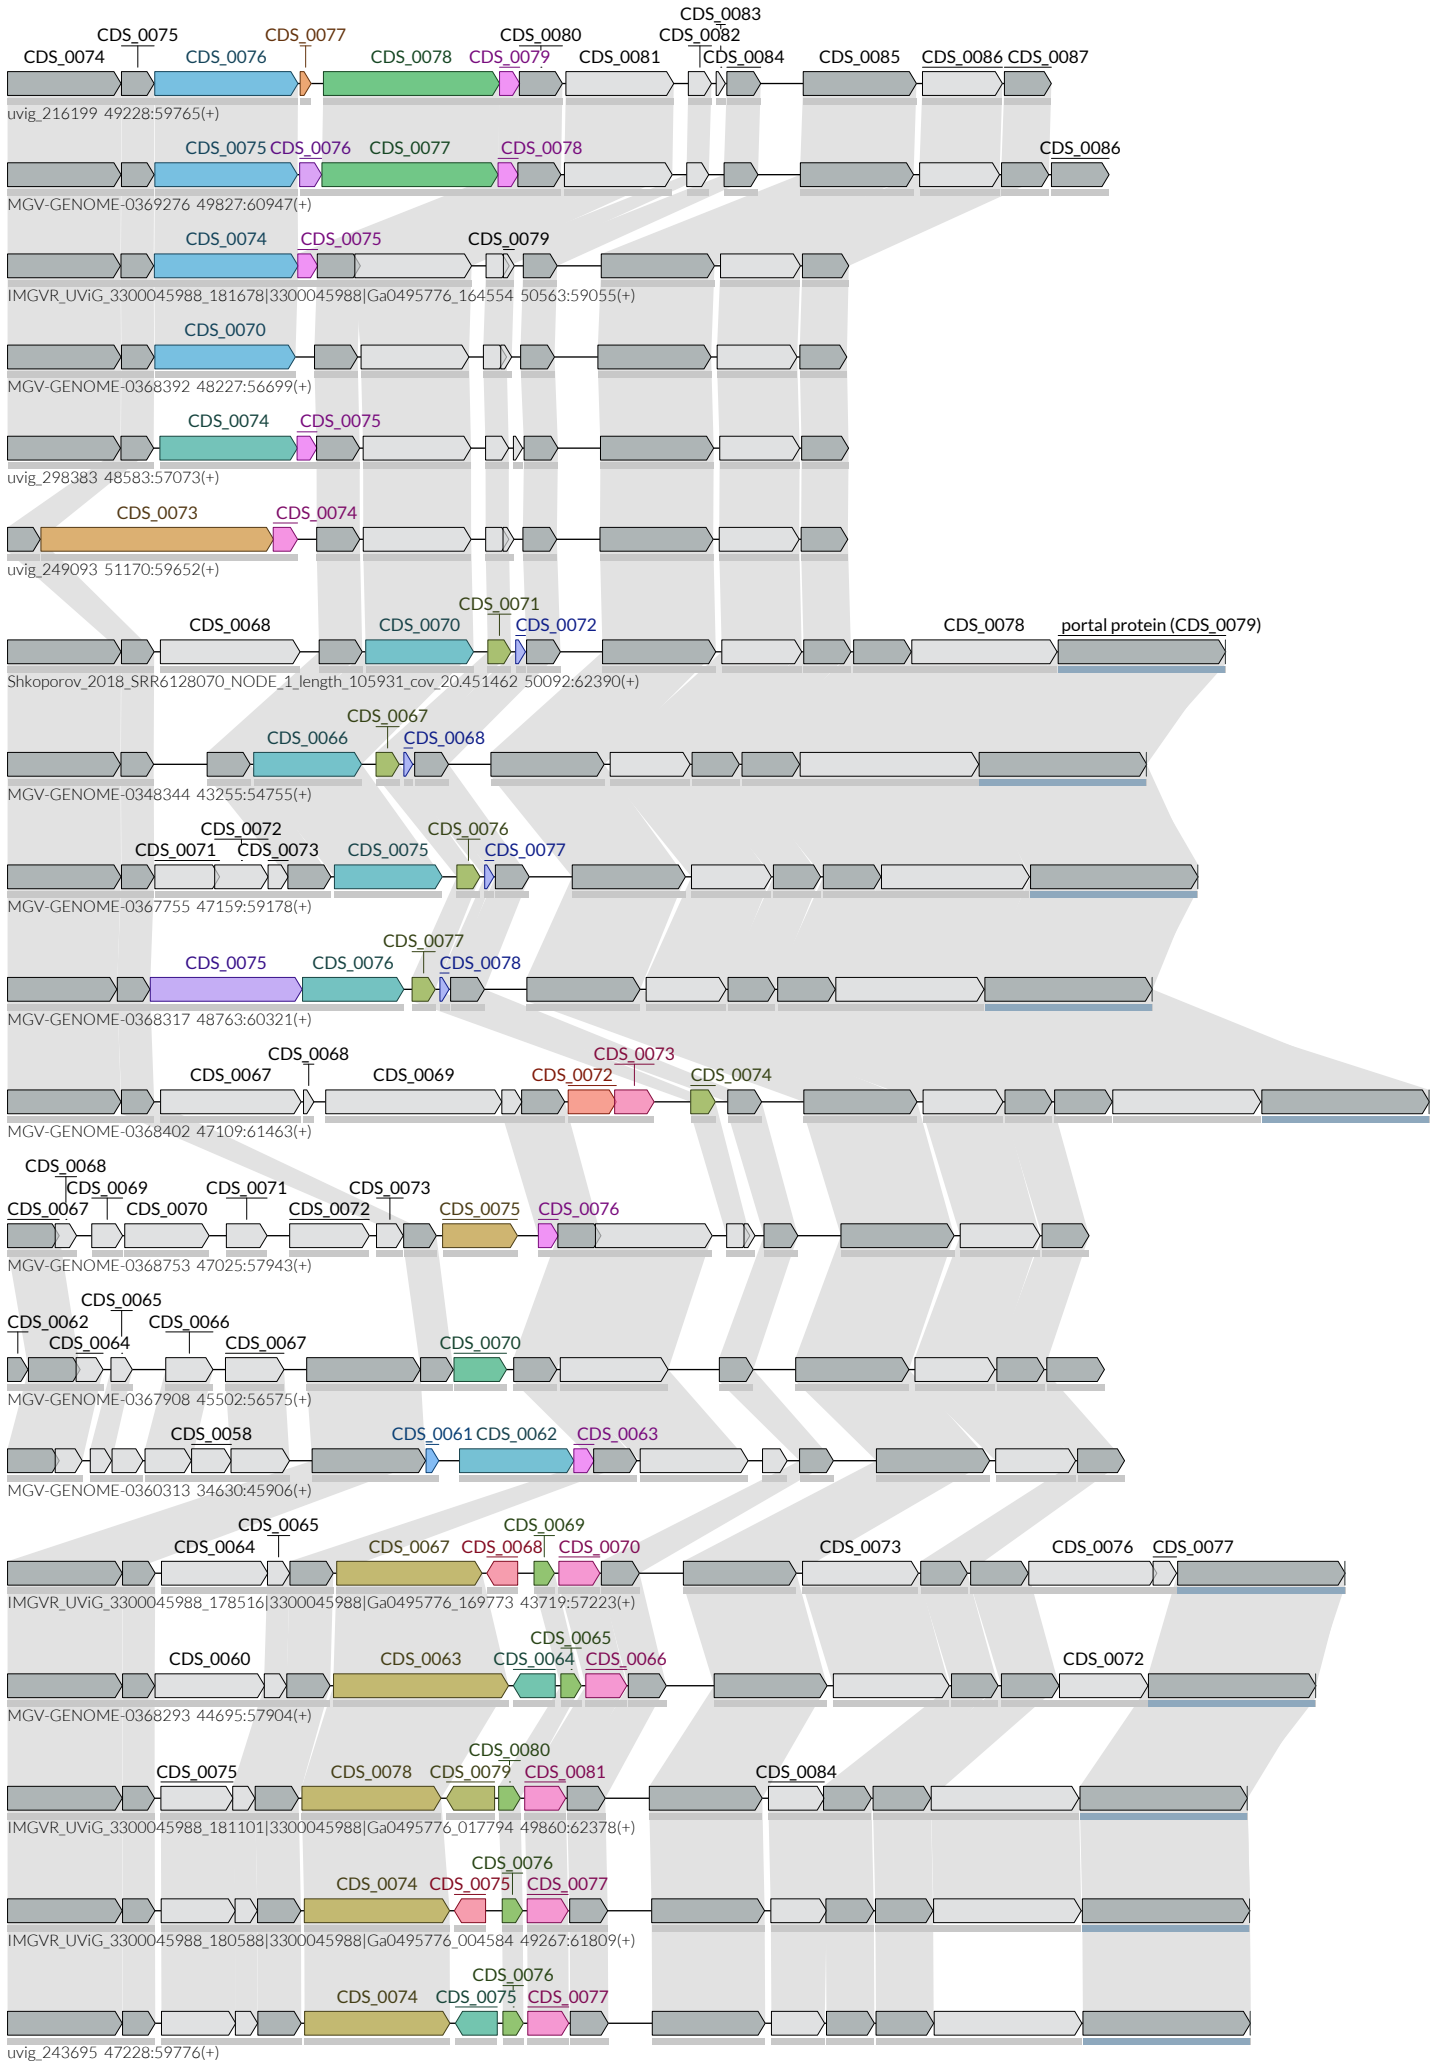 CDS_0083
CDS_0075 CDS_0077 CDS_0080 CDS_0082
CDS_0074 CDS_0076 CDS_0078 CDS_0079 CDS_0081 CDS_0084 CDS_0085 CDS_0086 CDS_0087
uvig_216199 49228:59765(+)
CDS_0075 CDS_0076 CDS_0077 CDS_0078 CDS_0086
MGV-GENOME-0369276 49827:60947(+)
CDS_0074 CDS_0075 CDS_0079
IMGVR_UViG_3300045988_181678|3300045988|Ga0495776_164554 50563:59055(+)
CDS_0070
MGV-GENOME-0368392 48227:56699(+)
CDS_0074 CDS_0075
uvig_298383 48583:57073(+)
CDS_0073 CDS_0074
uvig_249093 51170:59652(+)
CDS_0071
CDS_0068 CDS_0070 CDS_0072 CDS_0078 portal protein (CDS_0079)
Shkoporov_2018_SRR6128070_NODE_1_length_105931_cov_20.451462 50092:62390(+)
CDS_0067
CDS_0066 CDS_0068
MGV-GENOME-0348344 43255:54755(+)
CDS_0072 CDS_0076
CDS_0071 CDS_0073 CDS_0075 CDS_0077
MGV-GENOME-0367755 47159:59178(+)
CDS_0077
CDS_0075 CDS_0076 CDS_0078
MGV-GENOME-0368317 48763:60321(+)
CDS_0068 CDS_0073
CDS_0067 CDS_0069 CDS_0072 CDS_0074
MGV-GENOME-0368402 47109:61463(+)
CDS_0068
CDS_0069 CDS_0071 CDS_0073
CDS_0067 CDS_0070 CDS_0072 CDS_0075 CDS_0076
MGV-GENOME-0368753 47025:57943(+)
CDS_0065
CDS_0062 CDS_0066
CDS_0064 CDS_0067 CDS_0070
MGV-GENOME-0367908 45502:56575(+)
CDS_0058 CDS_0061 CDS_0062 CDS_0063
MGV-GENOME-0360313 34630:45906(+)
CDS_0065 CDS_0069
CDS_0064 CDS_0067 CDS_0068 CDS_0070 CDS_0073 CDS_0076 CDS_0077
IMGVR_UViG_3300045988_178516|3300045988|Ga0495776_169773 43719:57223(+)
CDS_0065
CDS_0060 CDS_0063 CDS_0064 CDS_0066 CDS_0072
MGV-GENOME-0368293 44695:57904(+)
CDS_0080
CDS_0075 CDS_0078 CDS_0079 CDS_0081 CDS_0084
IMGVR_UViG_3300045988_181101|3300045988|Ga0495776_017794 49860:62378(+)
CDS_0076
CDS_0074 CDS_0075 CDS_0077
IMGVR_UViG_3300045988_180588|3300045988|Ga0495776_004584 49267:61809(+)
CDS_0076
CDS_0074 CDS_0075 CDS_0077
uvig_243695 47228:59776(+)